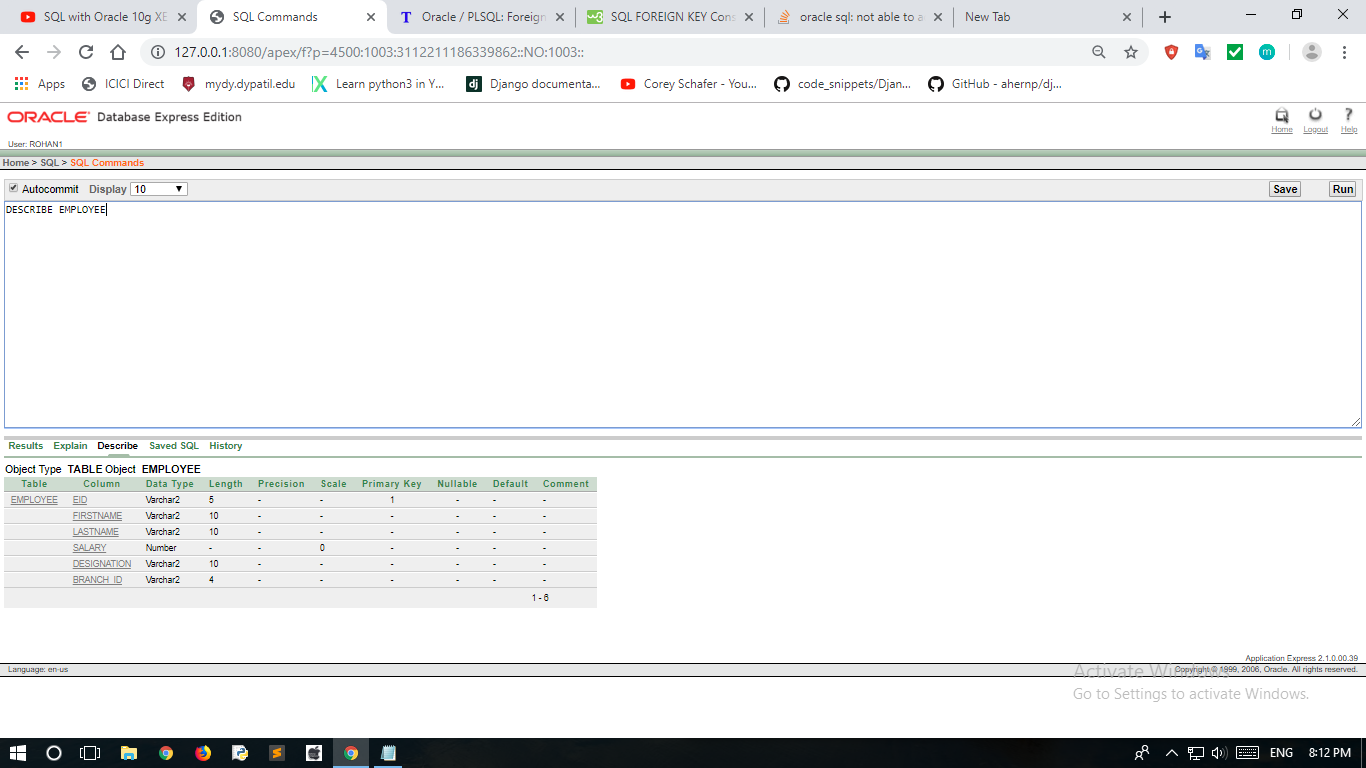 SQL with Oracle 10g XE
SQL Commands
Oracle / PLSQL: Foreign
SQL FOREIGN KEY Cons
oracle sql: not able to a
New Tab
127.0.0.1:8080/apex/f?p=4500:1003:3112211186339862::NO:1003::
Apps
ICICI Direct
mydy.dypatil.edu
Learn python3 in Y...
dj
Django documenta...
Corey Schafer - You...
code_snippets/Djan...
GitHub - ahernp/dj...
ORACLE Database Express Edition
Home Logout Help
User: ROHAN1
Home > SQL > SQL Commands
Autocommit Display 10 Save Run
DESCRIBE EMPLOYEE
Results Explain Describe Saved SQL History
Object Type TABLE Object EMPLOYEE
Table Column Data Type Length Precision Scale Primary Key Nullable Default Comment
EMPLOYEE EID Varchar2 5 - - 1 - - -
FIRSTNAME Varchar2 10 - - - - - -
LASTNAME Varchar2 10 - - - - - -
SALARY Number - - 0 - - - -
DESIGNATION Varchar2 10 - - - - - -
BRANCH_ID Varchar2 4 - - - - - -
1 - 6
Application Express 2.1.0.00.39
Language: en-us
Copyright © 1999, 2006, Oracle. All rights reserved.
Activate Windows
Go to Settings to activate Windows.
ENG 8:12 PM